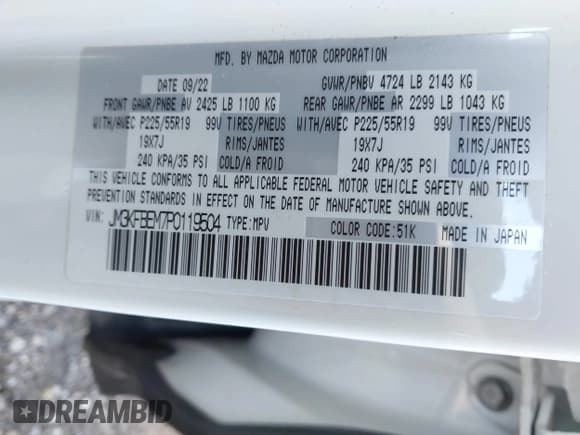 MFD. BY MAZDA MOTOR CORPORATION
DATE 09/22 GVWR/PNBV 4724 LB 2143 KG
FRONT GAWR/PNBE AV 2425 LB 1100 KG REAR GAWR/PNBE AR 2299 LB 1043 KG
WITH/AVEC P225/55R19 99V TIRES/PNEUS WITH/AVEC P225/55R19 99V TIRES/PNEUS
19X7J RIMS/JANTES 19X7J RIMS/JANTES
240 KPA/35 PSI COLD/A FROID 240 KPA/35 PSI COLD/A FROID
THIS VEHICLE CONFORMS TO ALL APPLICABLE FEDERAL MOTOR VEHICLE SAFETY AND THEFT
PREVENTION STANDARDS IN EFFECT ON THE DATE OF MANUFACTURE SHOWN ABOVE.
VIN: JM3KFBEM7P0119504 TYPE:MPV COLOR CODE:51K MADE IN JAPAN
DREAMBID